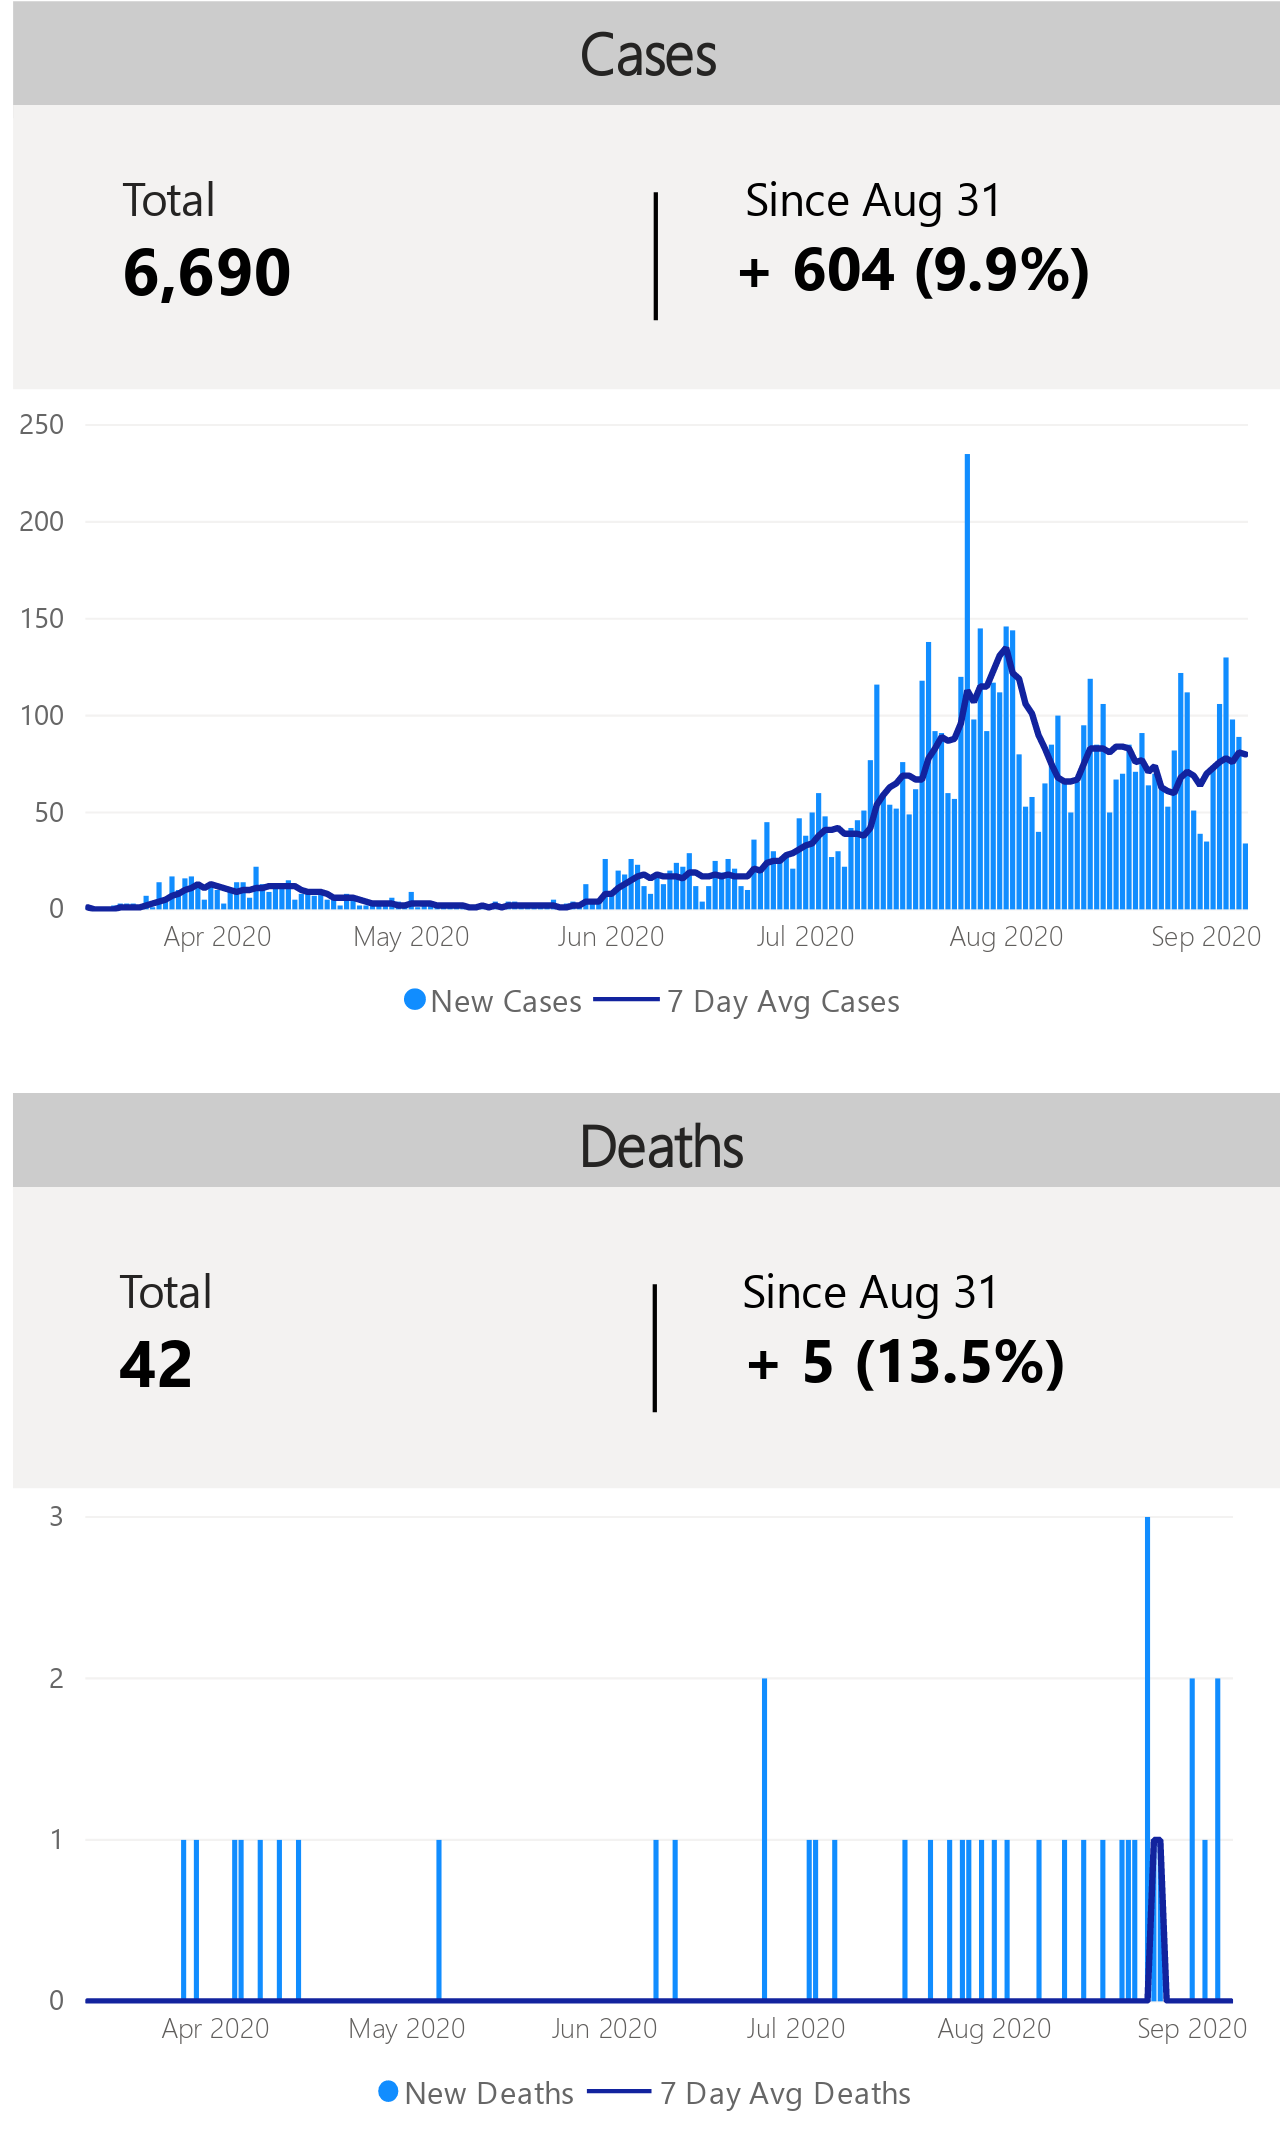 Cases
Total
Since Aug 31
6,690
+ 604 (9.9%)
250
200
150
100
50
0
Apr 2020
May 2020
Jun 2020
Jul 2020
Aug 2020
Sep 2020
New Cases
7 Day Avg Cases
Deaths
Total
Since Aug 31
42
+ 5 (13.5%)
3
2
1
0
Apr 2020
May 2020
Jun 2020
Jul 2020
Aug 2020
Sep 2020
New Deaths
7 Day Avg Deaths